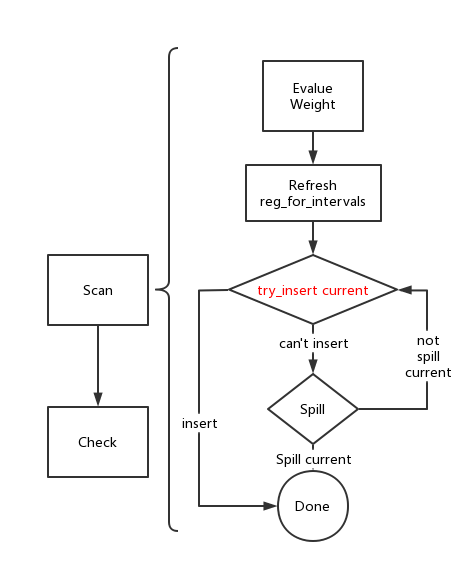 Evalue
Weight
Refresh
reg_for_intervals
Scan
try_insert current
can't insert
not
spill
current
Spill
insert
Check
Spill current
Done